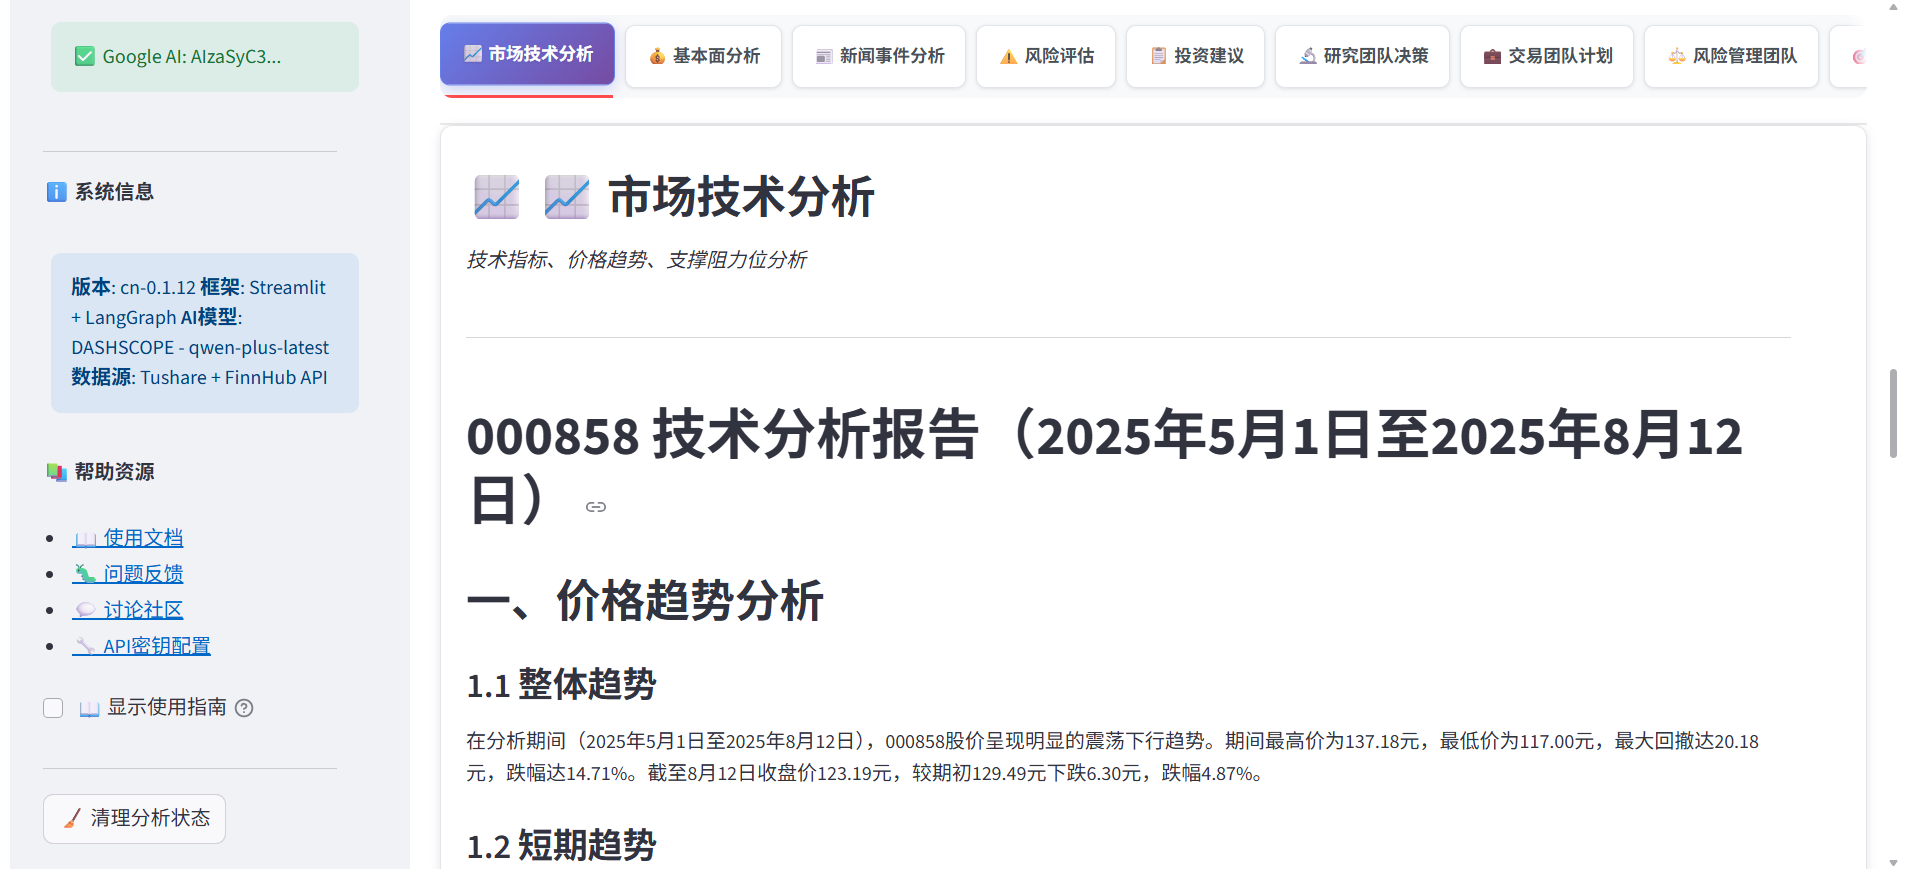 Google AI: AIzaSyC3...
系统信息
版本: cn-0.1.12 框架: Streamlit
+ LangGraph AI模型:
DASHSCOPE - qwen-plus-latest
数据源: Tushare + FinnHub API
帮助资源
使用文档
问题反馈
讨论社区
API密钥配置
显示使用指南
清理分析状态
市场技术分析
基本面分析
新闻事件分析
风险评估
投资建议
研究团队决策
交易团队计划
风险管理团队
市场技术分析
技术指标、价格趋势、支撑阻力位分析
000858 技术分析报告（2025年5月1日至2025年8月12
日）
一、价格趋势分析
1.1 整体趋势
在分析期间（2025年5月1日至2025年8月12日），000858股价呈现明显的震荡下行趋势。期间最高价为137.18元，最低价为117.00元，最大回撤达20.18
元，跌幅达14.71%。截至8月12日收盘价123.19元，较期初129.49元下跌6.30元，跌幅4.87%。
1.2 短期趋势